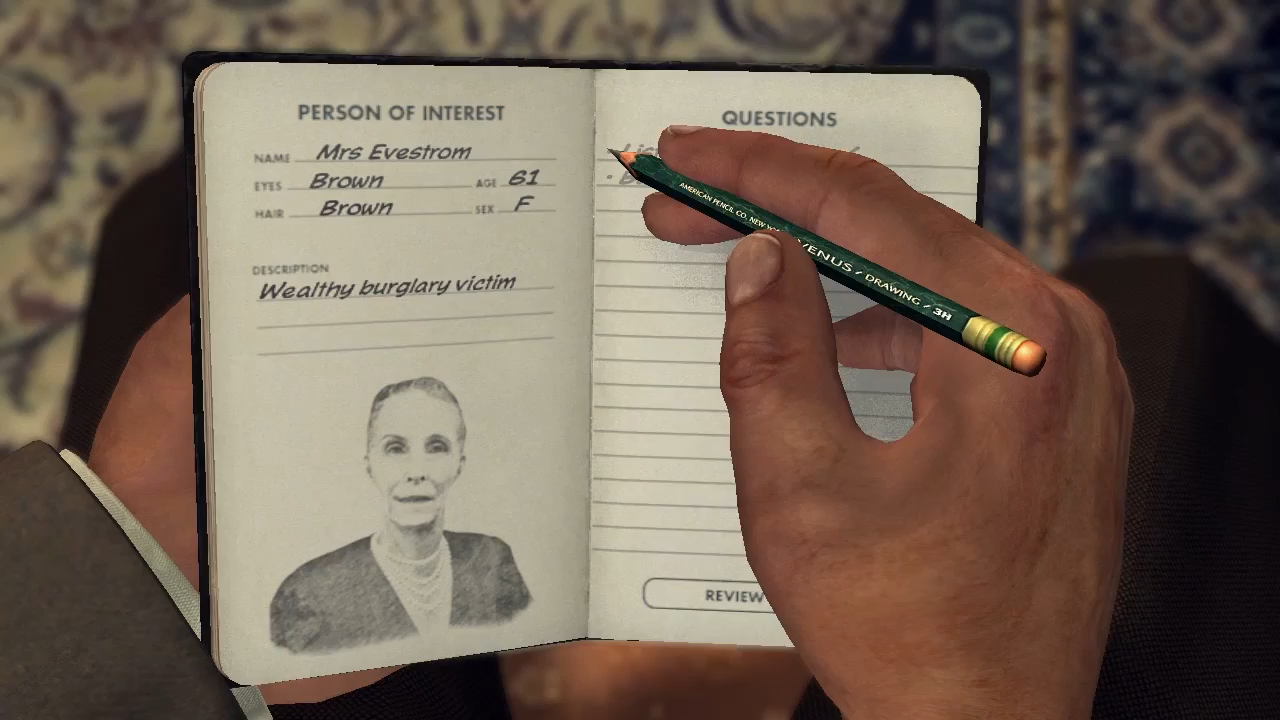 PERSON OF INTEREST
NAME Mrs Evestrom
EYES Brown AGE 61
HAIR Brown SEX F
DESCRIPTION
Wealthy burglary victim
QUESTIONS
AMERICAN PENCIL CO. NEW VENUS / DRAWING / 3H
REVIEW